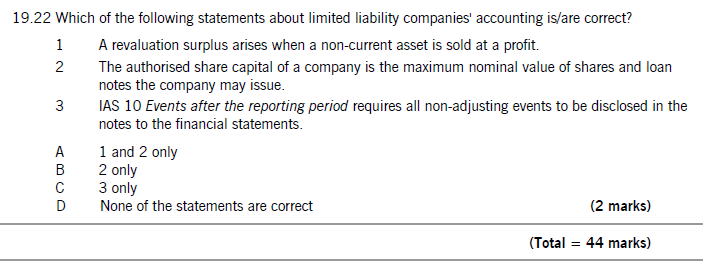 19.22 Which of the following statements about limited liability companies' accounting is/are correct?
1 A revaluation surplus arises when a non-current asset is sold at a profit.
2 The authorised share capital of a company is the maximum nominal value of shares and loan
notes the company may issue.
3 IAS 10 Events after the reporting period requires all non-adjusting events to be disclosed in the
notes to the financial statements.
A 1 and 2 only
B 2 only
C 3 only
D None of the statements are correct (2 marks)
(Total = 44 marks)